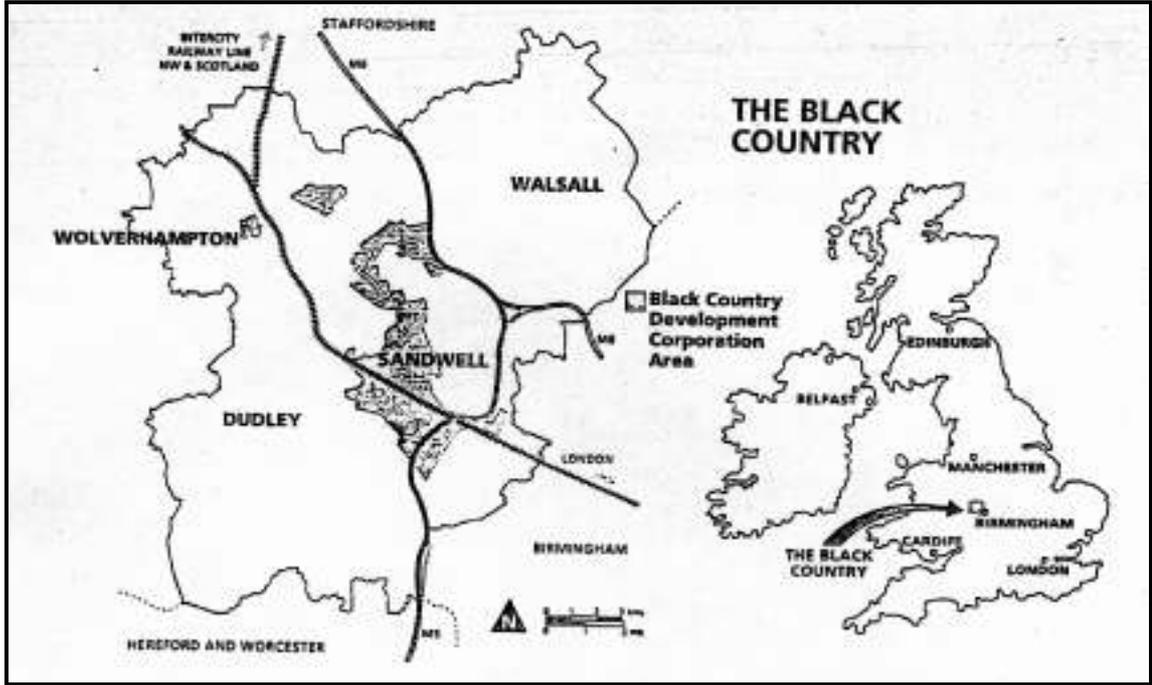 STAFFORDSHIRE
INTERCITY
RAILWAY LINE
NW & SCOTLAND
M6
THE BLACK
COUNTRY
WALSALL
WOLVERHAMPTON
Black Country
Development
Corporation
Area
M6
SANDWELL
DUDLEY
LONDON
BIRMINGHAM
N
M5
HEREFORD AND WORCESTER
EDINBURGH
BELFAST
MANCHESTER
BIRMINGHAM
CARDIFF
THE BLACK
COUNTRY
LONDON